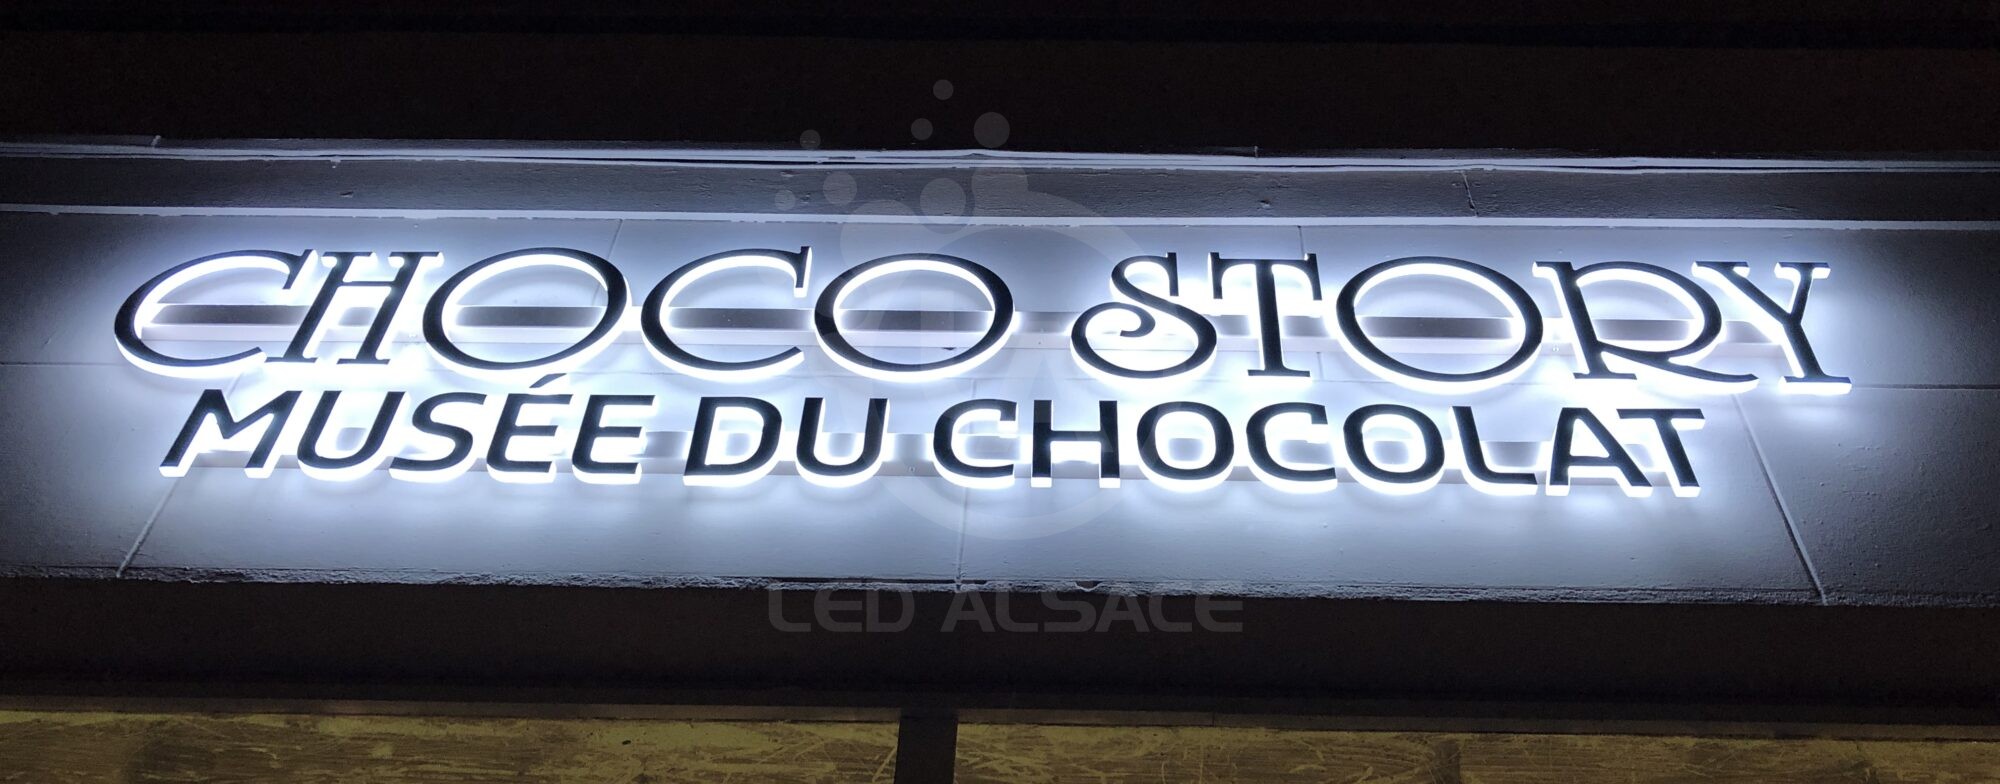 CHOCO STORY
MUSÉE DU CHOCOLAT
LED ALSACE